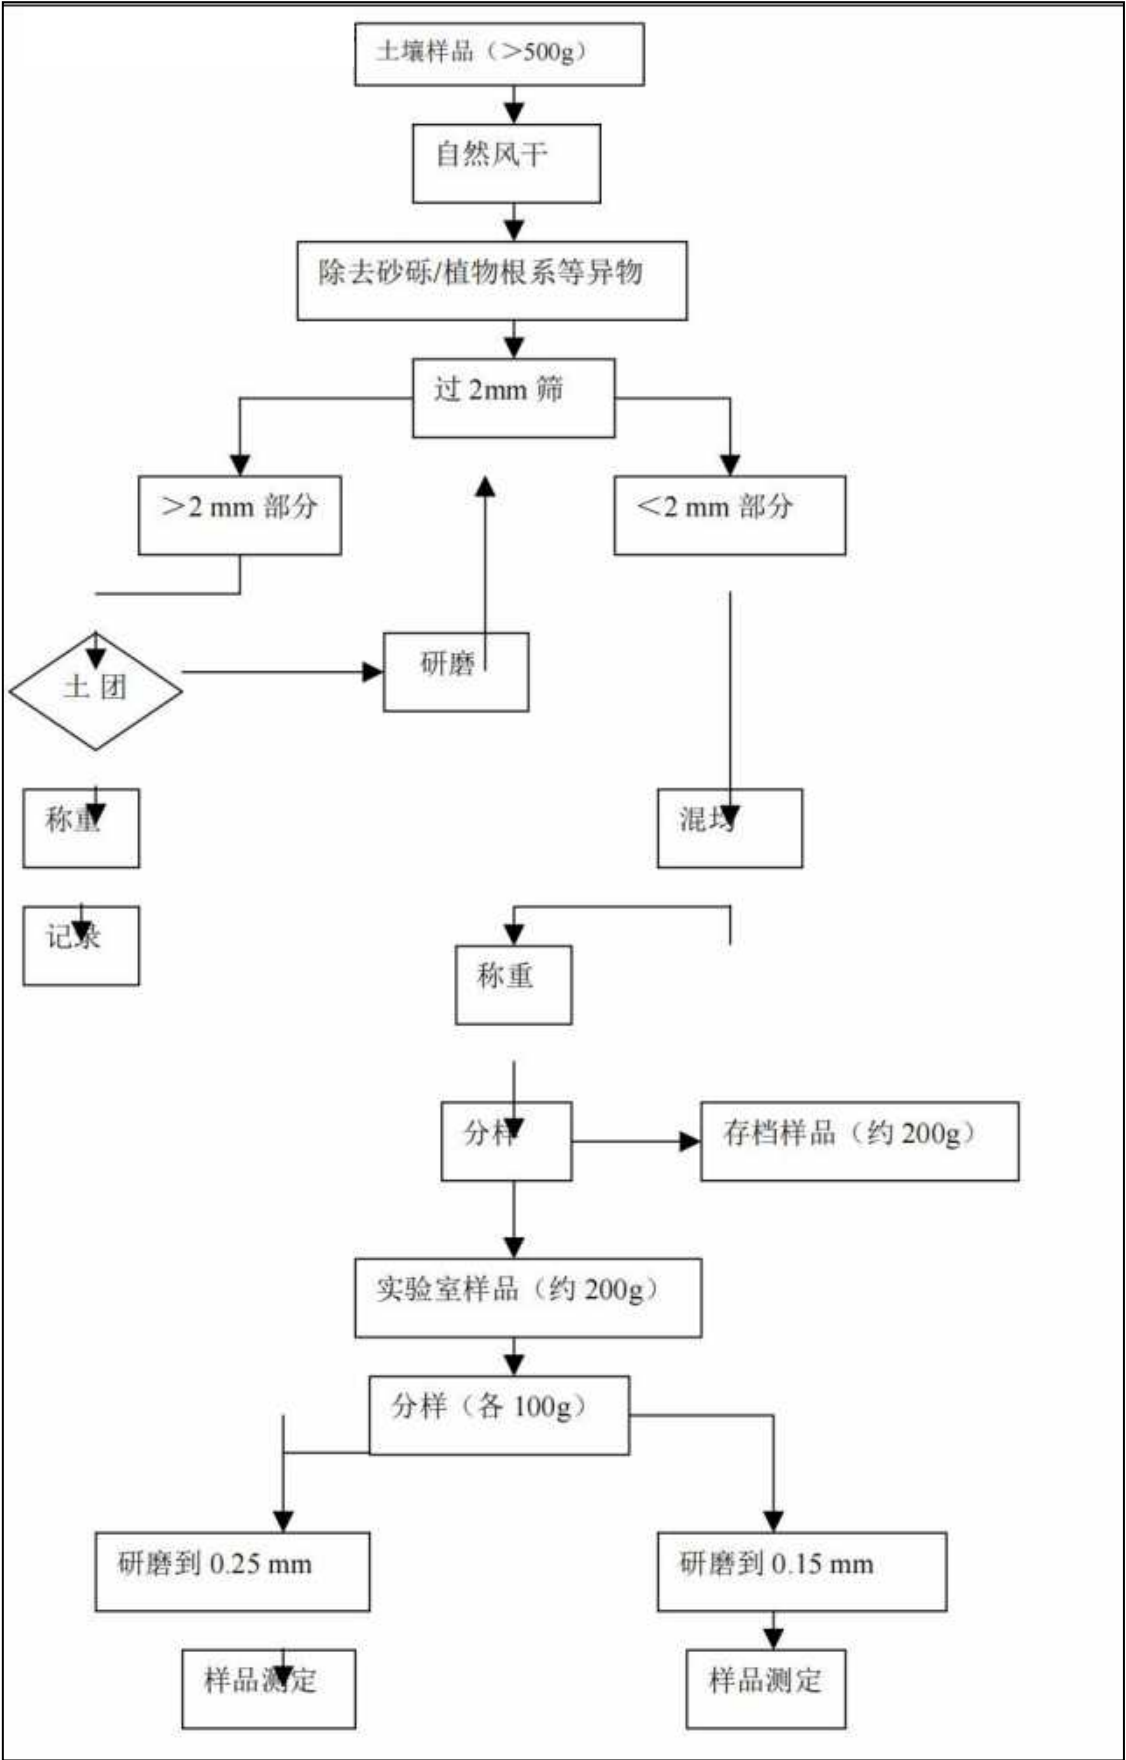 土壤样品（＞500g）
自然风干
除去砂砾/植物根系等异物
过 2mm 筛
＞2 mm 部分
＜2 mm 部分
土 团
研磨
称重
混均
记录
称重
分样
存档样品（约 200g）
实验室样品（约 200g）
分样（各 100g）
研磨到 0.25 mm
研磨到 0.15 mm
样品测定
样品测定